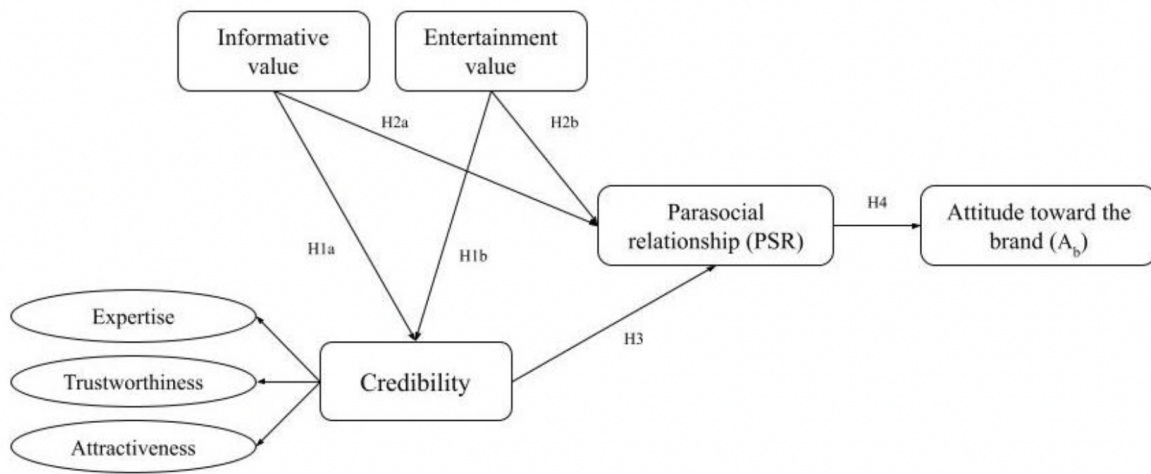 Informative
value
Entertainment
value
H2a
H2b
Parasocial
relationship (PSR)
H4
Attitude toward the
brand (A_b)
H1a
H1b
Expertise
H3
Trustworthiness
Credibility
Attractiveness